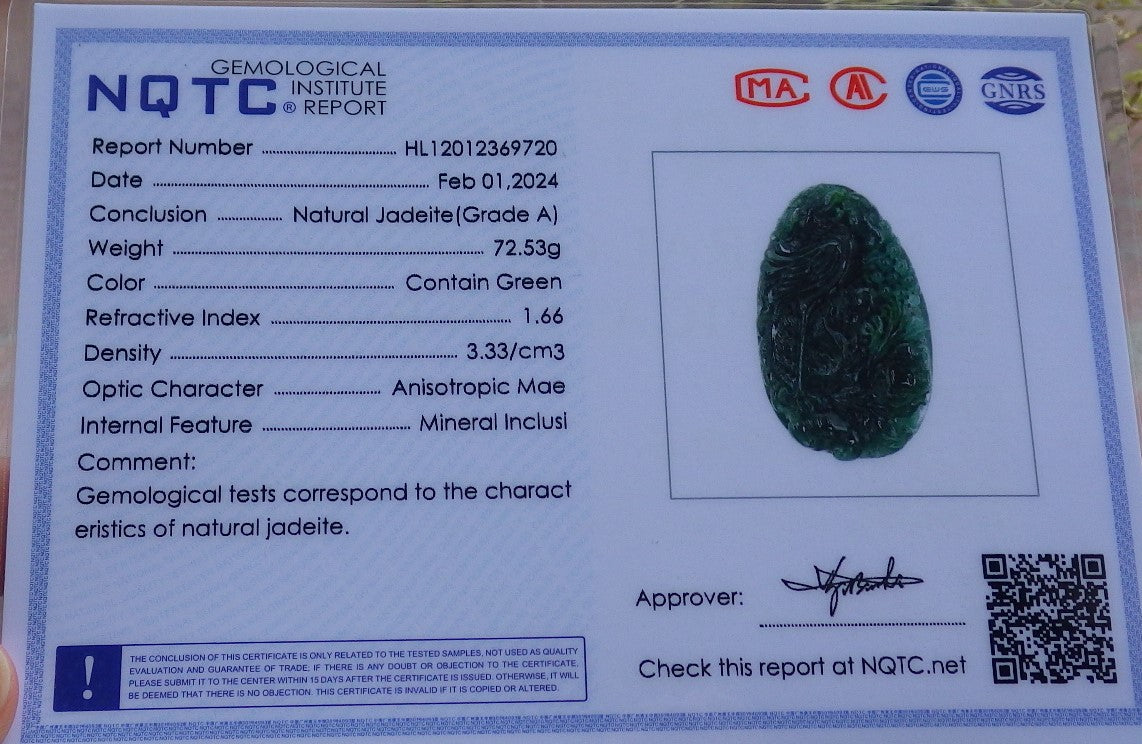 NQTC® GEMOLOGICAL
INSTITUTE
REPORT
MA
AL
GWS
GNRS
Report Number HL12012369720
Date Feb 01,2024
Conclusion Natural Jadeite(Grade A)
Weight 72.53g
Color Contain Green
Refractive Index 1.66
Density 3.33/cm3
Optic Character Anisotropic Mae
Internal Feature Mineral Inclusi
Comment:
Gemological tests correspond to the charact
eristics of natural jadeite.
Approver:
Check this report at NQTC.net
! THE CONCLUSION OF THIS CERTIFICATE IS ONLY RELATED TO THE TESTED SAMPLES, NOT USED AS QUALITY
EVALUATION AND GUARANTEE OF TRADE; IF THERE IS ANY DOUBT OR OBJECTION TO THE CERTIFICATE,
PLEASE SUBMIT IT TO THE CENTER WITHIN 15 DAYS AFTER THE CERTIFICATE IS ISSUED. OTHERWISE, IT WILL
BE DEEMED THAT THERE IS NO OBJECTION. THIS CERTIFICATE IS INVALID IF IT IS COPIED OR ALTERED.